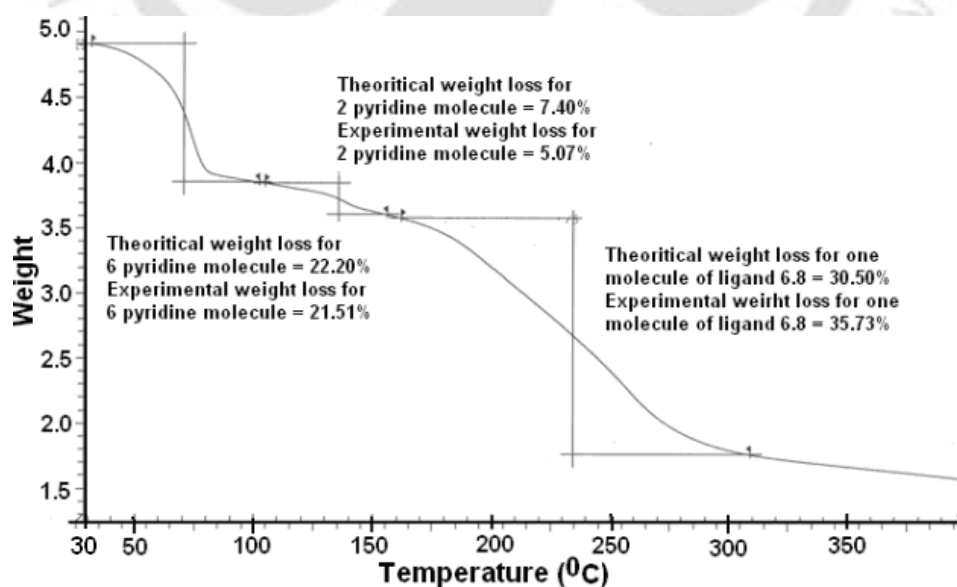 5.0
4.5
4.0
3.5
3.0
2.5
2.0
1.5
Weight
Theoritical weight loss for
2 pyridine molecule = 7.40%
Experimental weight loss for
2 pyridine molecule = 5.07%
Theoritical weight loss for
6 pyridine molecule = 22.20%
Experimental weight loss for
6 pyridine molecule = 21.51%
Theoritical weight loss for one
molecule of ligand 6.8 = 30.50%
Experimental weirht loss for one
molecule of ligand 6.8 = 35.73%
30 50 100 150 200 250 300 350
Temperature (⁰C)